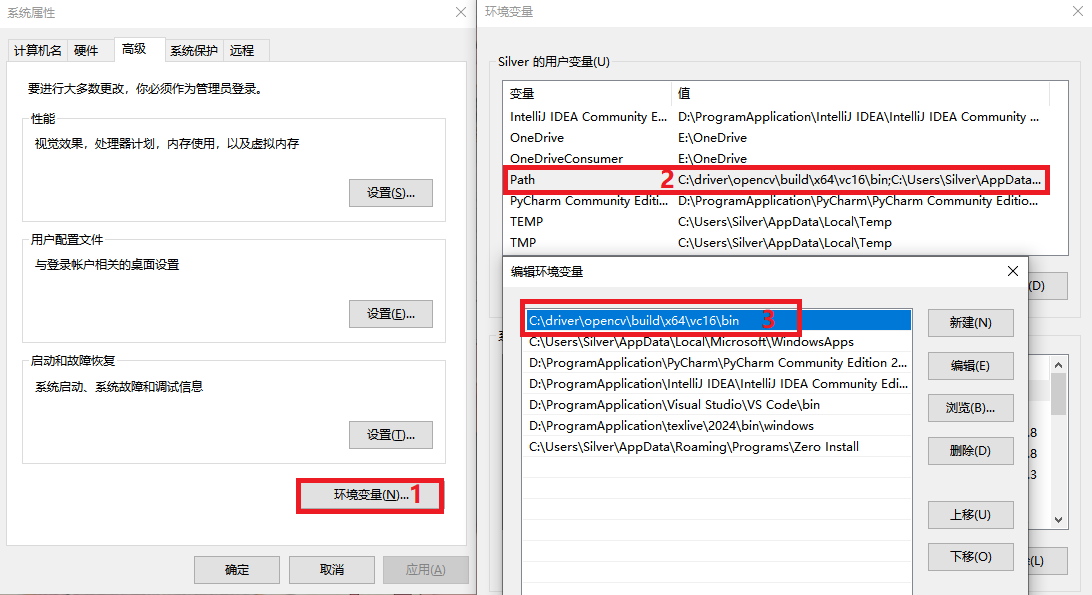 系统属性
计算机名 硬件 高级 系统保护 远程
要进行大多数更改，你必须作为管理员登录。
性能
视觉效果，处理器计划，内存使用，以及虚拟内存
设置(S)...
用户配置文件
与登录帐户相关的桌面设置
设置(E)...
启动和故障恢复
系统启动、系统故障和调试信息
设置(T)...
环境变量(N)... 1
确定 取消 应用(A)
环境变量
Silver 的用户变量(U)
变量 值
IntelliJ IDEA Community E... D:\ProgramApplication\IntelliJ IDEA\IntelliJ IDEA Community ...
OneDrive E:\OneDrive
OneDriveConsumer E:\OneDrive
Path 2 C:\driver\opencv\build\x64\vc16\bin;C:\Users\Silver\AppData...
PyCharm Community Editi... D:\ProgramApplication\PyCharm\PyCharm Community Editio...
TEMP C:\Users\Silver\AppData\Local\Temp
TMP C:\Users\Silver\AppData\Local\Temp
(D)
编辑环境变量
C:\driver\opencv\build\x64\vc16\bin 3
C:\Users\Silver\AppData\Local\Microsoft\WindowsApps
D:\ProgramApplication\PyCharm\PyCharm Community Edition 2...
D:\ProgramApplication\IntelliJ IDEA\IntelliJ IDEA Community Edi...
D:\ProgramApplication\Visual Studio\VS Code\bin
D:\ProgramApplication\texlive\2024\bin\windows
C:\Users\Silver\AppData\Roaming\Programs\Zero Install
新建(N)
编辑(E)
浏览(B)...
删除(D)
上移(U)
下移(O)
.8
.8
.3
(L)